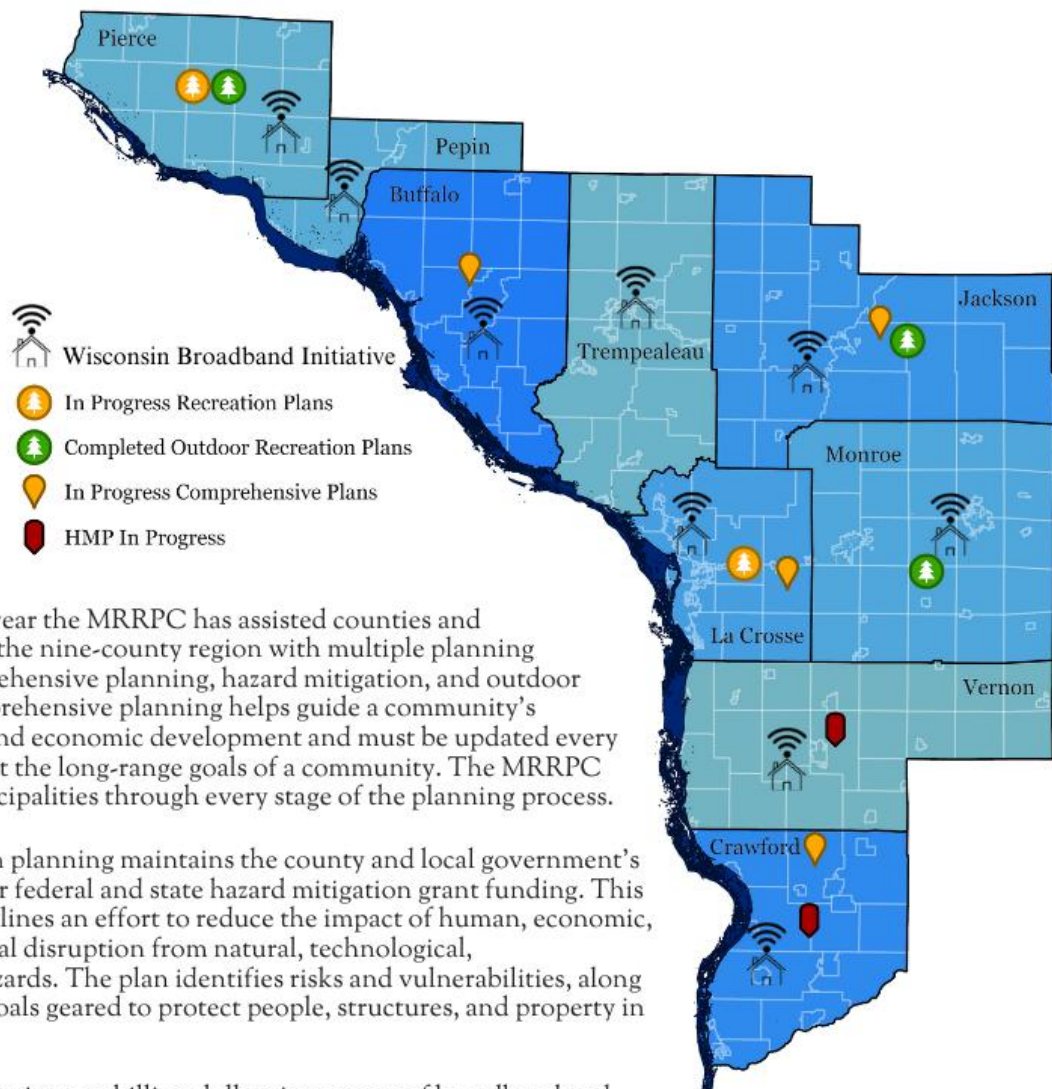 Pierce
Pepin
Buffalo
Jackson
Trempealeau
Monroe
La Crosse
Vernon
Crawford
Wisconsin Broadband Initiative
In Progress Recreation Plans
Completed Outdoor Recreation Plans
In Progress Comprehensive Plans
HMP In Progress
year the MRRPC has assisted counties and
the nine-county region with multiple planning
ehensive planning, hazard mitigation, and outdoor
prehensive planning helps guide a community's
nd economic development and must be updated every
t the long-range goals of a community. The MRRPC
cipalities through every stage of the planning process.
n planning maintains the county and local government's
r federal and state hazard mitigation grant funding. This
lines an effort to reduce the impact of human, economic,
al disruption from natural, technological,
zards. The plan identifies risks and vulnerabilities, along
oals geared to protect people, structures, and property in